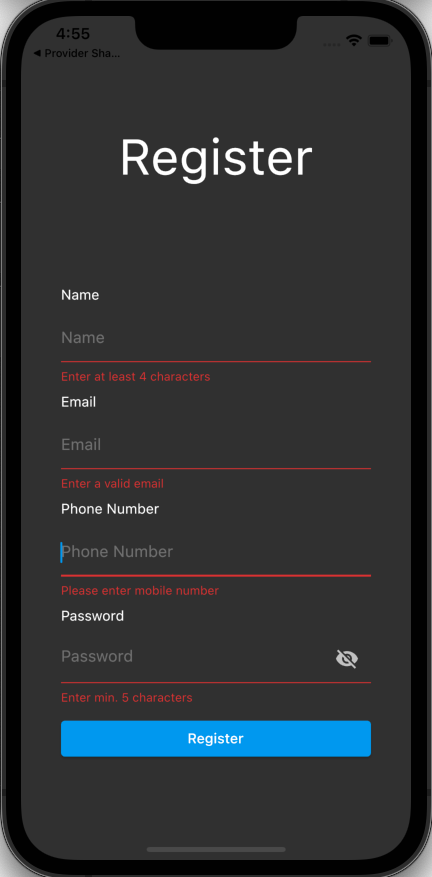 4:55
◀ Provider Sha...
Register
Name
Name
Enter at least 4 characters
Email
Email
Enter a valid email
Phone Number
Phone Number
Please enter mobile number
Password
Password
Enter min. 5 characters
Register